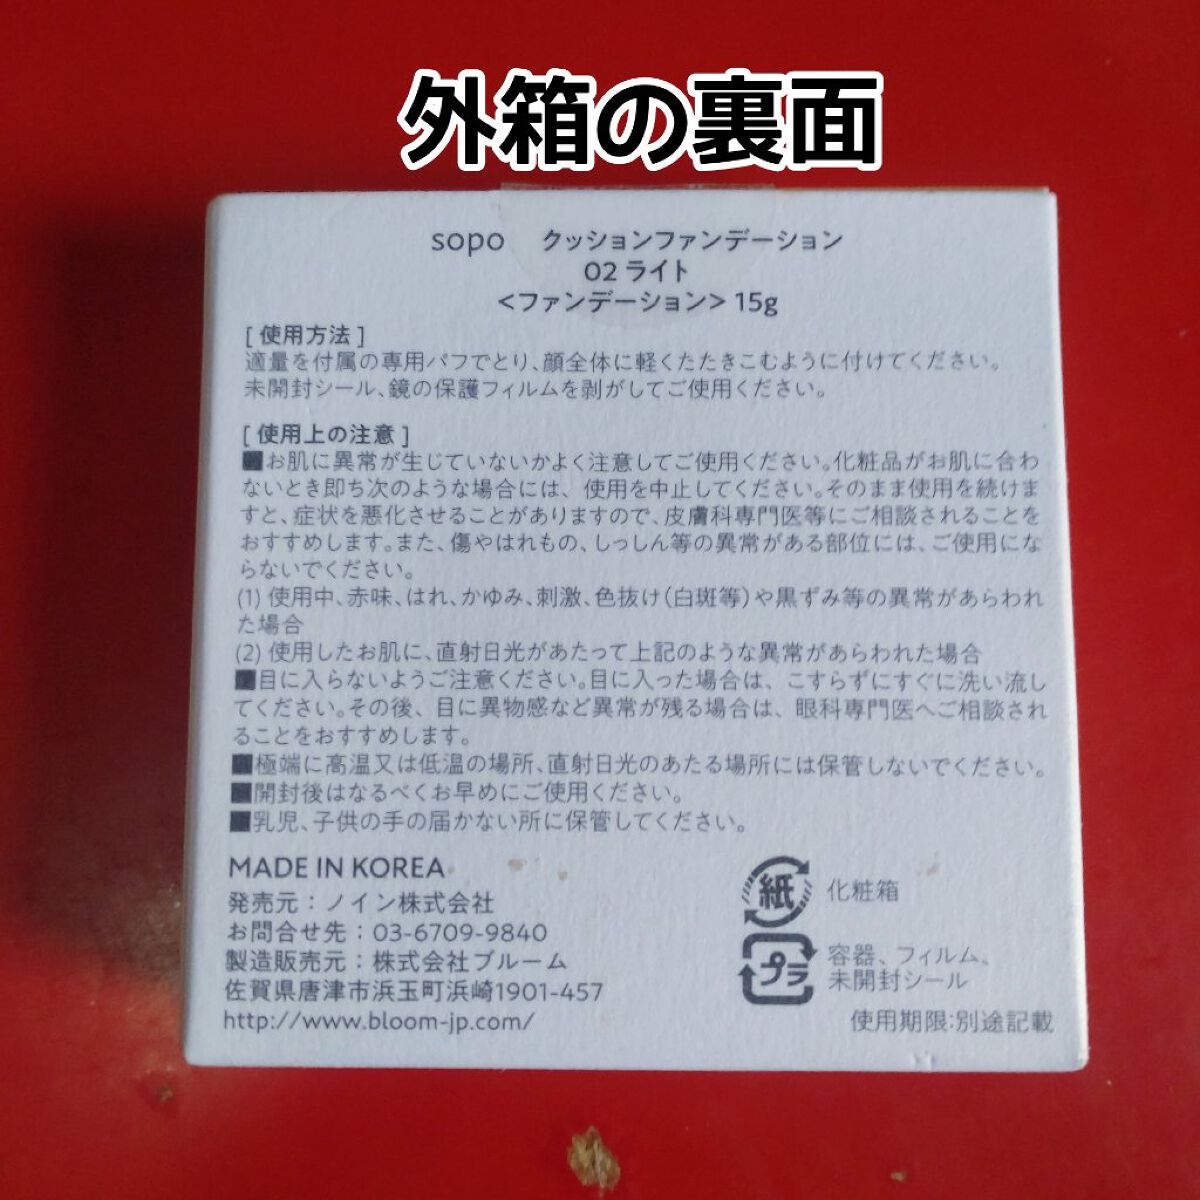 外箱の裏面
sopo クッションファンデーション
02 ライト
<ファンデーション> 15g
[ 使用方法 ]
適量を付属の専用パフでとり、顔全体に軽くたたきこむように付けてください。
未開封シール、鏡の保護フィルムを剥がしてご使用ください。
[ 使用上の注意 ]
■お肌に異常が生じていないかよく注意してご使用ください。化粧品がお肌に合わ
ないとき即ち次のような場合には、使用を中止してください。そのまま使用を続けま
すと、症状を悪化させることがありますので、皮膚科専門医等にご相談されることを
おすすめします。また、傷やはれもの、しっしん等の異常がある部位には、ご使用にな
らないでください。
(1) 使用中、赤味、はれ、かゆみ、刺激、色抜け(白斑等)や黒ずみ等の異常があらわれ
た場合
(2) 使用したお肌に、直射日光があたって上記のような異常があらわれた場合
■目に入らないようご注意ください。目に入った場合は、こすらずにすぐに洗い流し
てください。その後、目に異物感など異常が残る場合は、眼科専門医へご相談され
ることをおすすめします。
■極端に高温又は低温の場所、直射日光のあたる場所には保管しないでください。
■開封後はなるべくお早めにご使用ください。
■乳児、子供の手の届かない所に保管してください。
MADE IN KOREA
発売元：ノイン株式会社
お問合せ先：03-6709-9840
製造販売元：株式会社ブルーム
佐賀県唐津市浜玉町浜崎1901-457
http://www.bloom-jp.com/
紙 化粧箱
プラ 容器、フィルム、
未開封シール
使用期限:別途記載